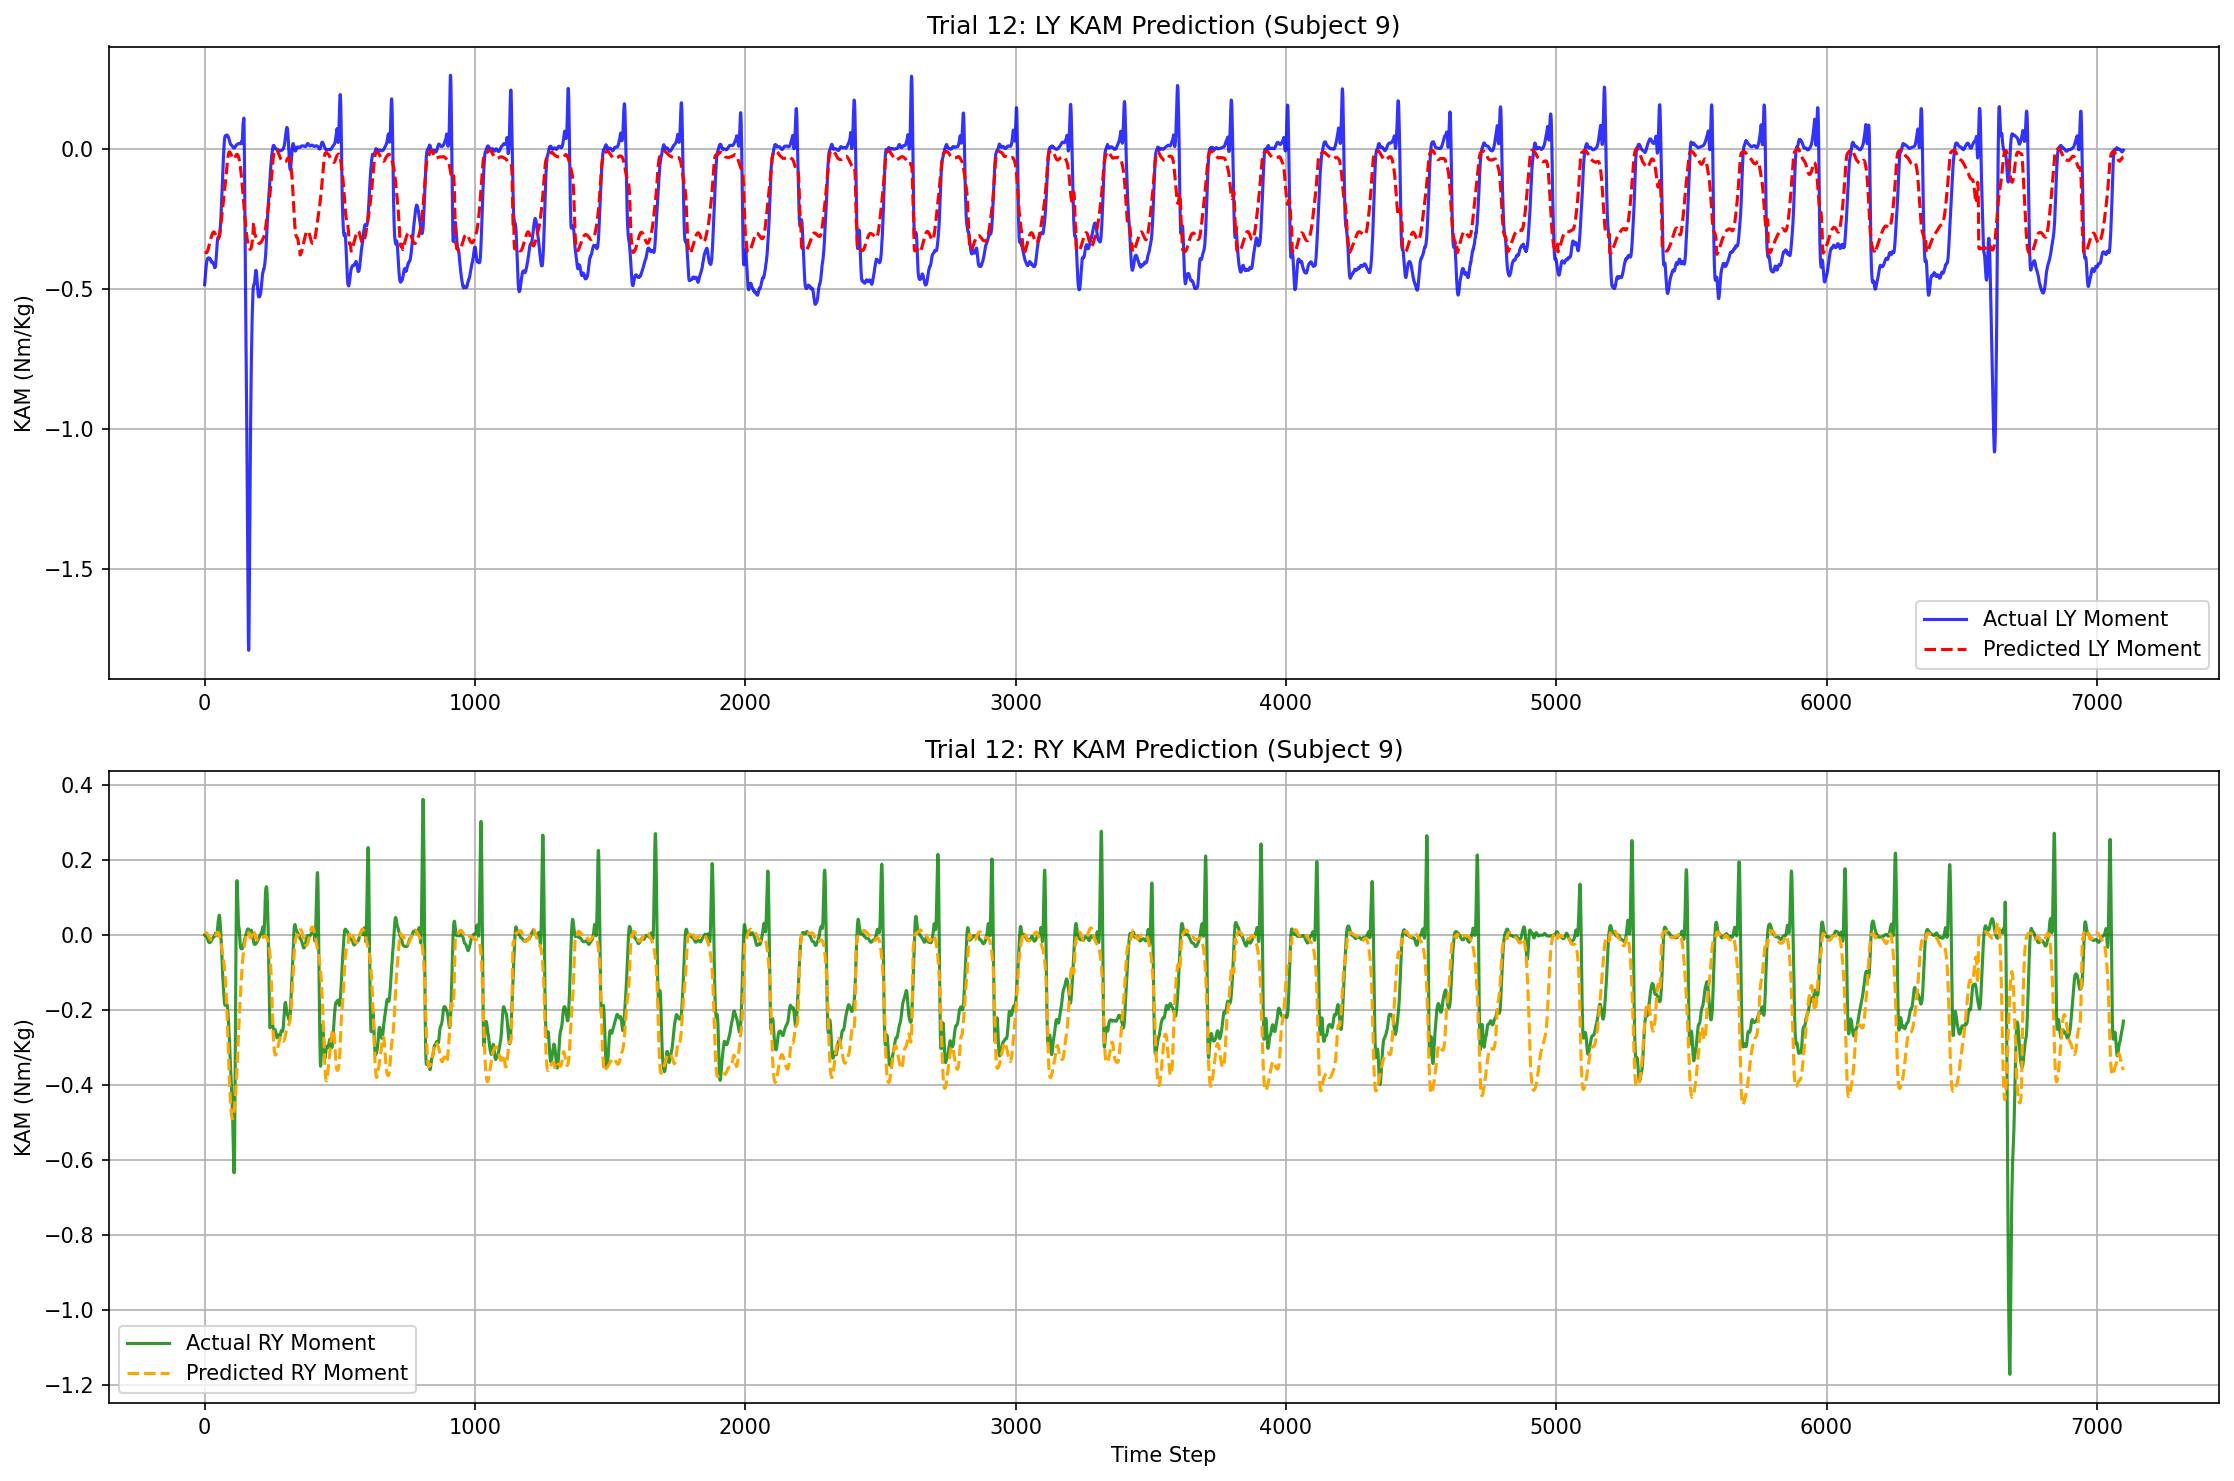 Trial 12: LY KAM Prediction (Subject 9)
KAM (Nm/Kg)
0.0
−0.5
−1.0
−1.5
0 1000 2000 3000 4000 5000 6000 7000
Actual LY Moment
Predicted LY Moment
Trial 12: RY KAM Prediction (Subject 9)
KAM (Nm/Kg)
0.4
0.2
0.0
−0.2
−0.4
−0.6
−0.8
−1.0
−1.2
Actual RY Moment
Predicted RY Moment
0 1000 2000 3000 4000 5000 6000 7000
Time Step